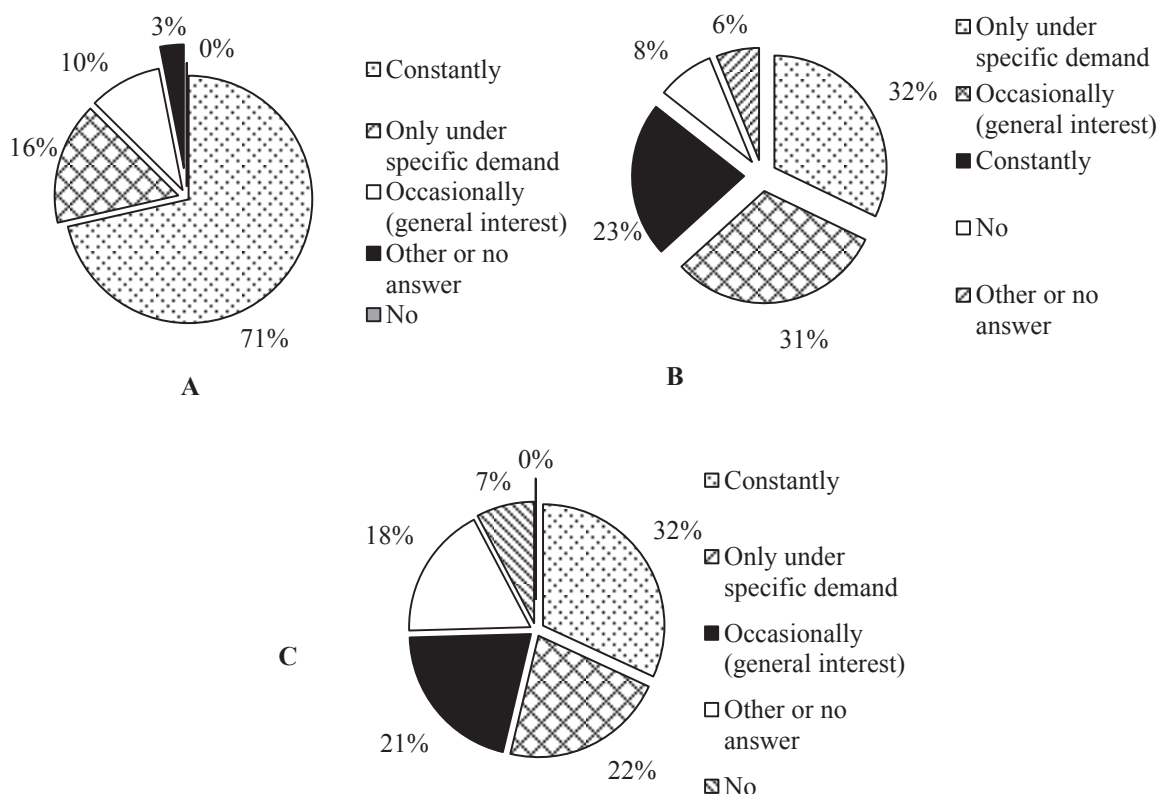 3%
0%
10%
16%
71%
Constantly
Only under
specific demand
Occasionally
(general interest)
Other or no
answer
No
A
6%
8%
32%
23%
31%
Only under
specific demand
Occasionally
(general interest)
Constantly
No
Other or no
answer
B
0%
7%
18%
32%
21%
22%
Constantly
Only under
specific demand
Occasionally
(general interest)
Other or no
answer
No
C